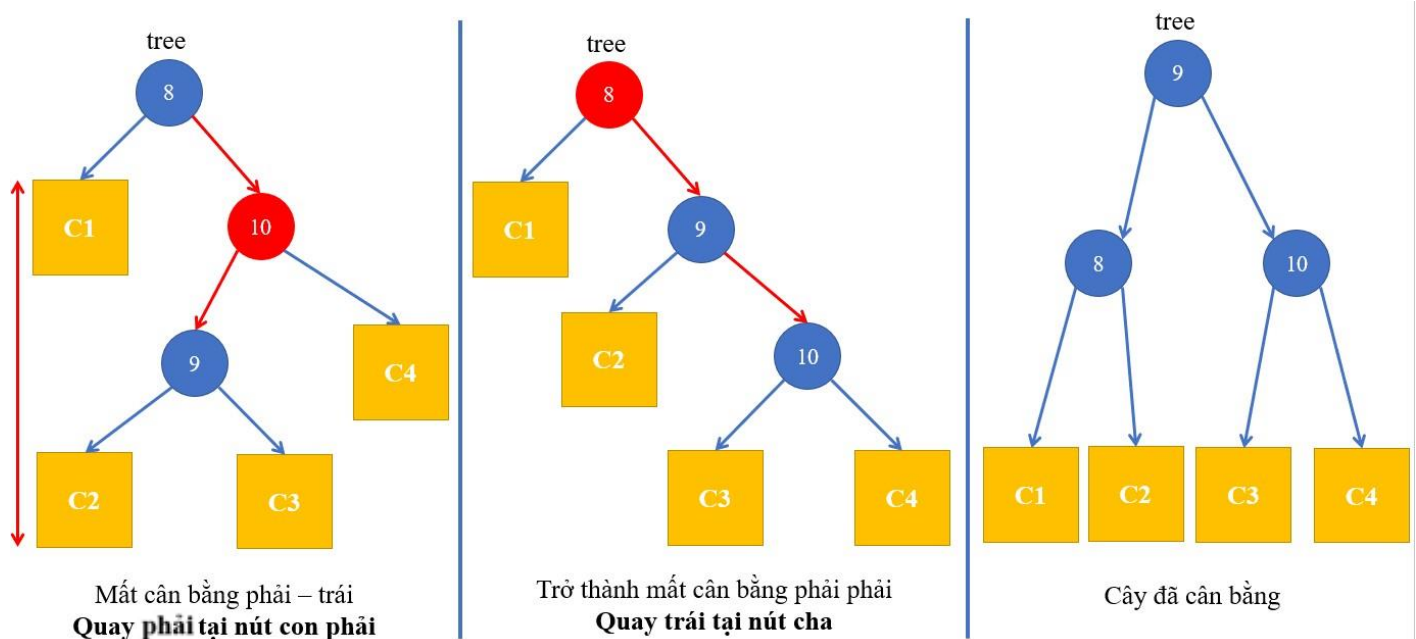 tree
8
C1
10
9
C4
C2
C3
Mất cân bằng phải – trái
Quay phải tại nút con phải
tree
8
C1
9
C2
10
C3
C4
Trở thành mất cân bằng phải phải
Quay trái tại nút cha
tree
9
8
10
C1
C2
C3
C4
Cây đã cân bằng